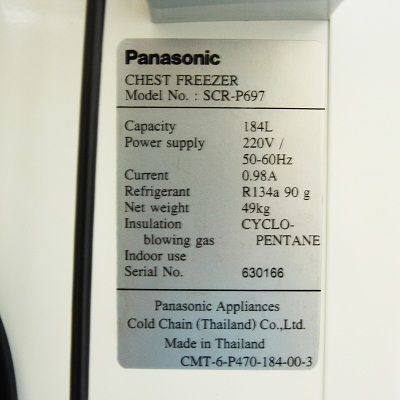 Panasonic
CHEST FREEZER
Model No. : SCR-P697
Capacity 184L
Power supply 220V /
50-60Hz
Current 0.98A
Refrigerant R134a 90 g
Net weight 49kg
Insulation CYCLO-
blowing gas PENTANE
Indoor use
Serial No. 630166
Panasonic Appliances
Cold Chain (Thailand) Co.,Ltd.
Made in Thailand
CMT-6-P470-184-00-3